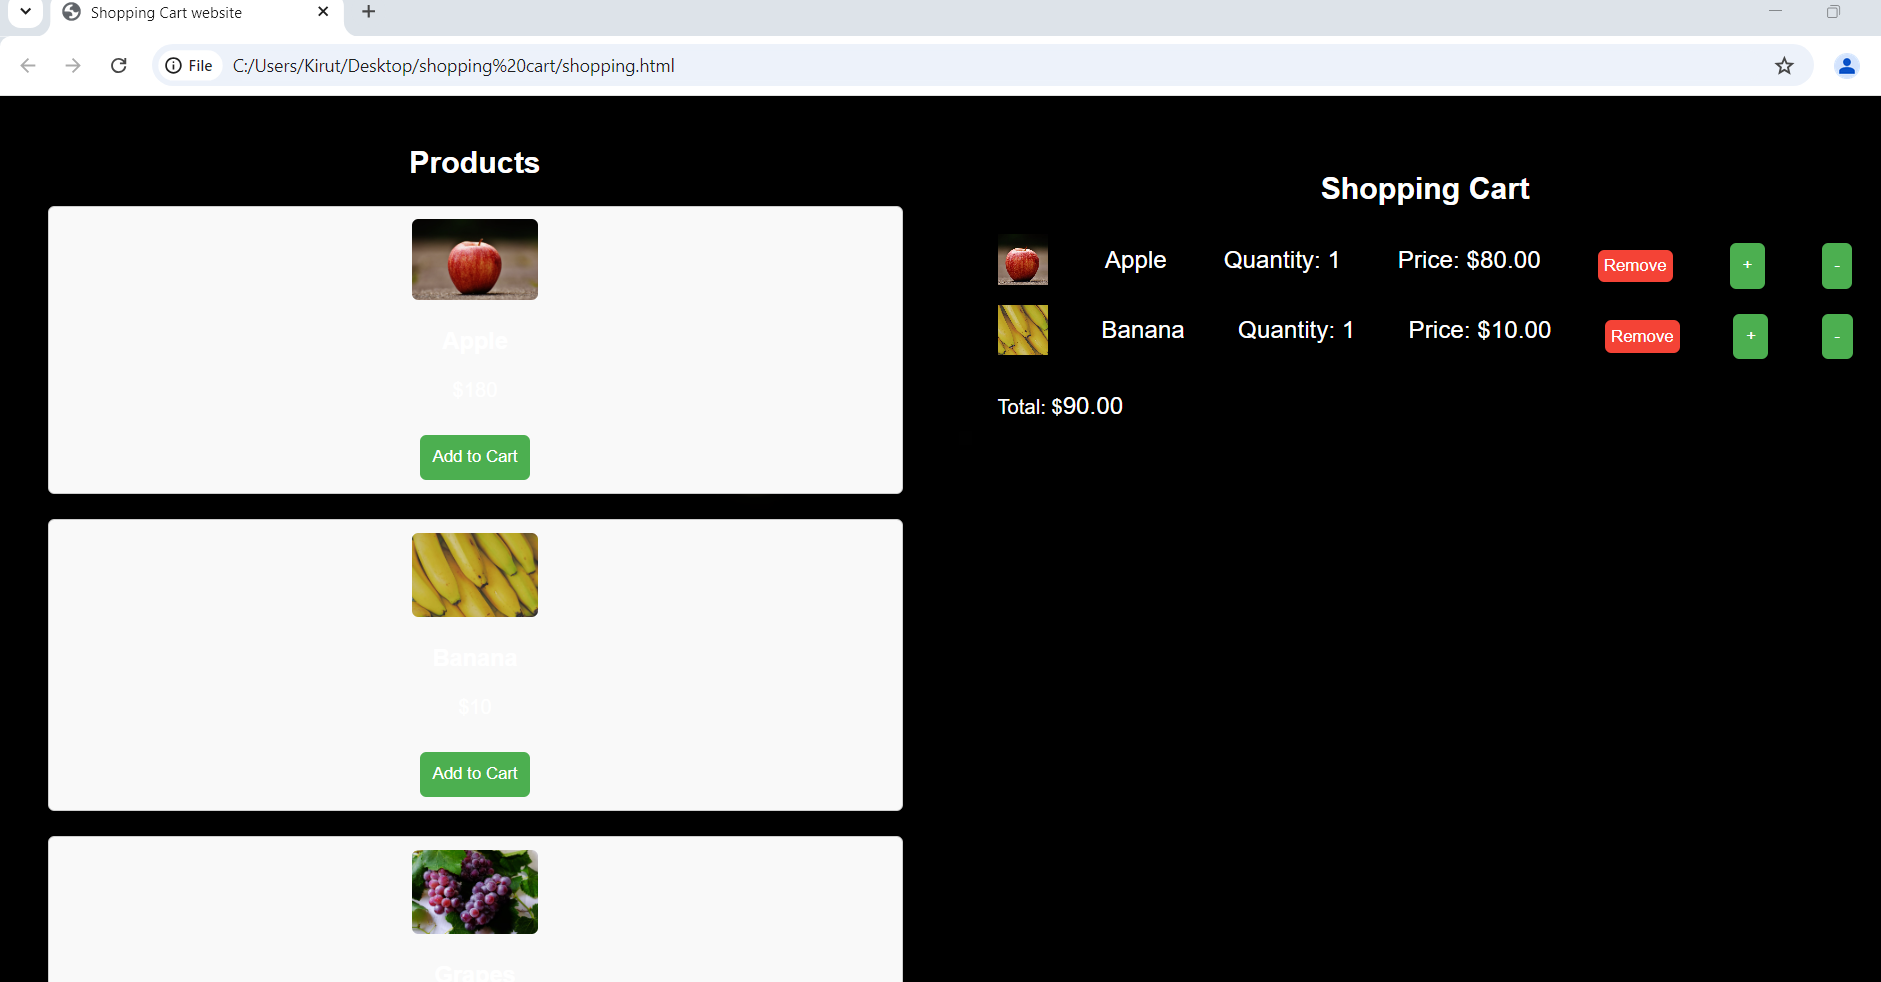 Shopping Cart website
File C:/Users/Kirut/Desktop/shopping%20cart/shopping.html
Products
Apple
$180
Add to Cart
Banana
$10
Add to Cart
Grapes
Shopping Cart
Apple Quantity: 1 Price: $80.00 Remove + -
Banana Quantity: 1 Price: $10.00 Remove + -
Total: $90.00